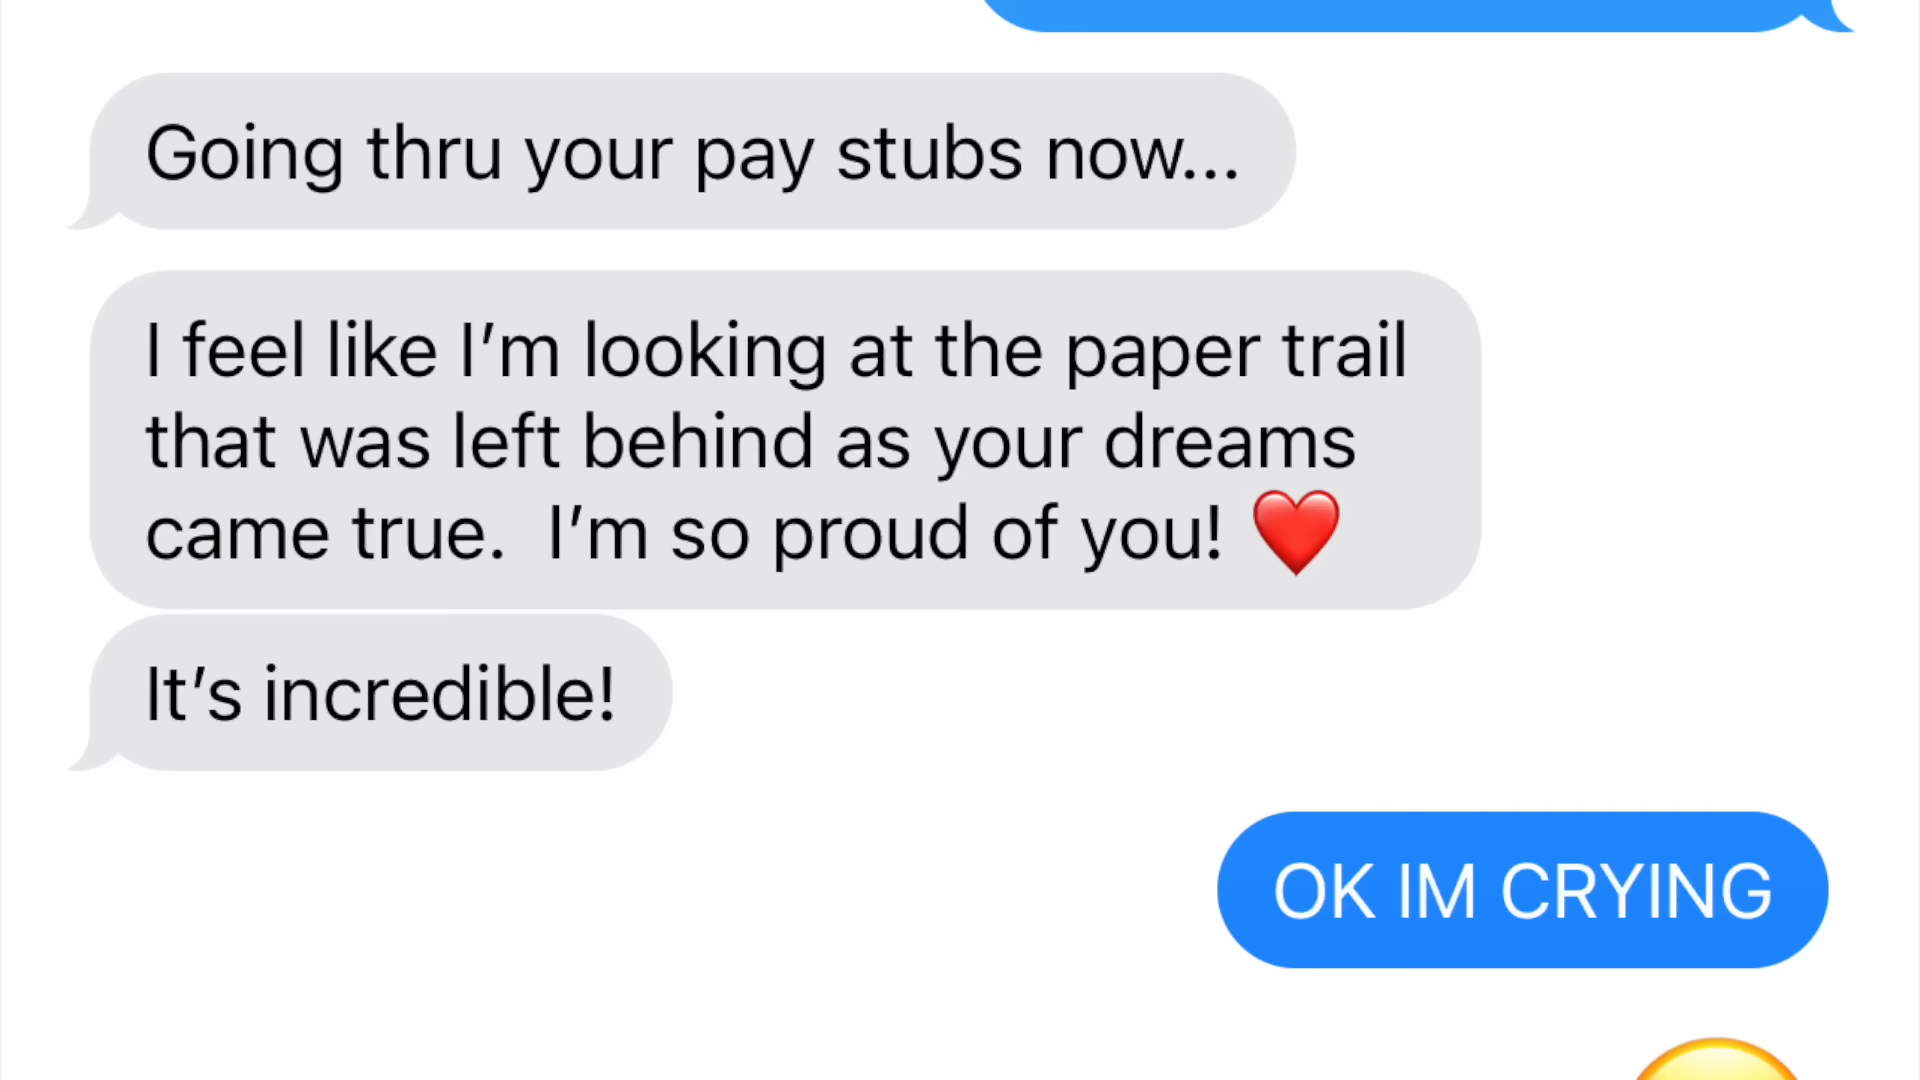 Going thru your pay stubs now...
I feel like I’m looking at the paper trail
that was left behind as your dreams
came true.  I’m so proud of you! ❤️
It’s incredible!
OK IM CRYING